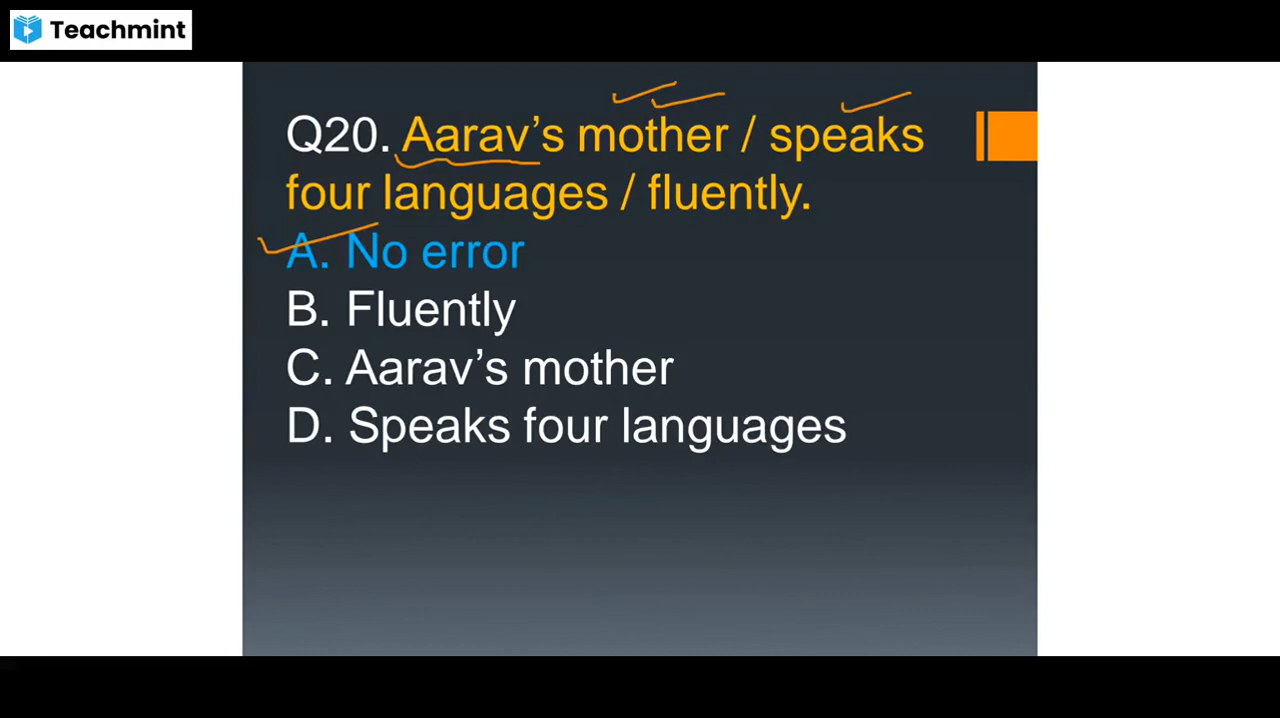 Teachmint
Q20. Aarav’s mother / speaks
four languages / fluently.
A. No error
B. Fluently
C. Aarav’s mother
D. Speaks four languages